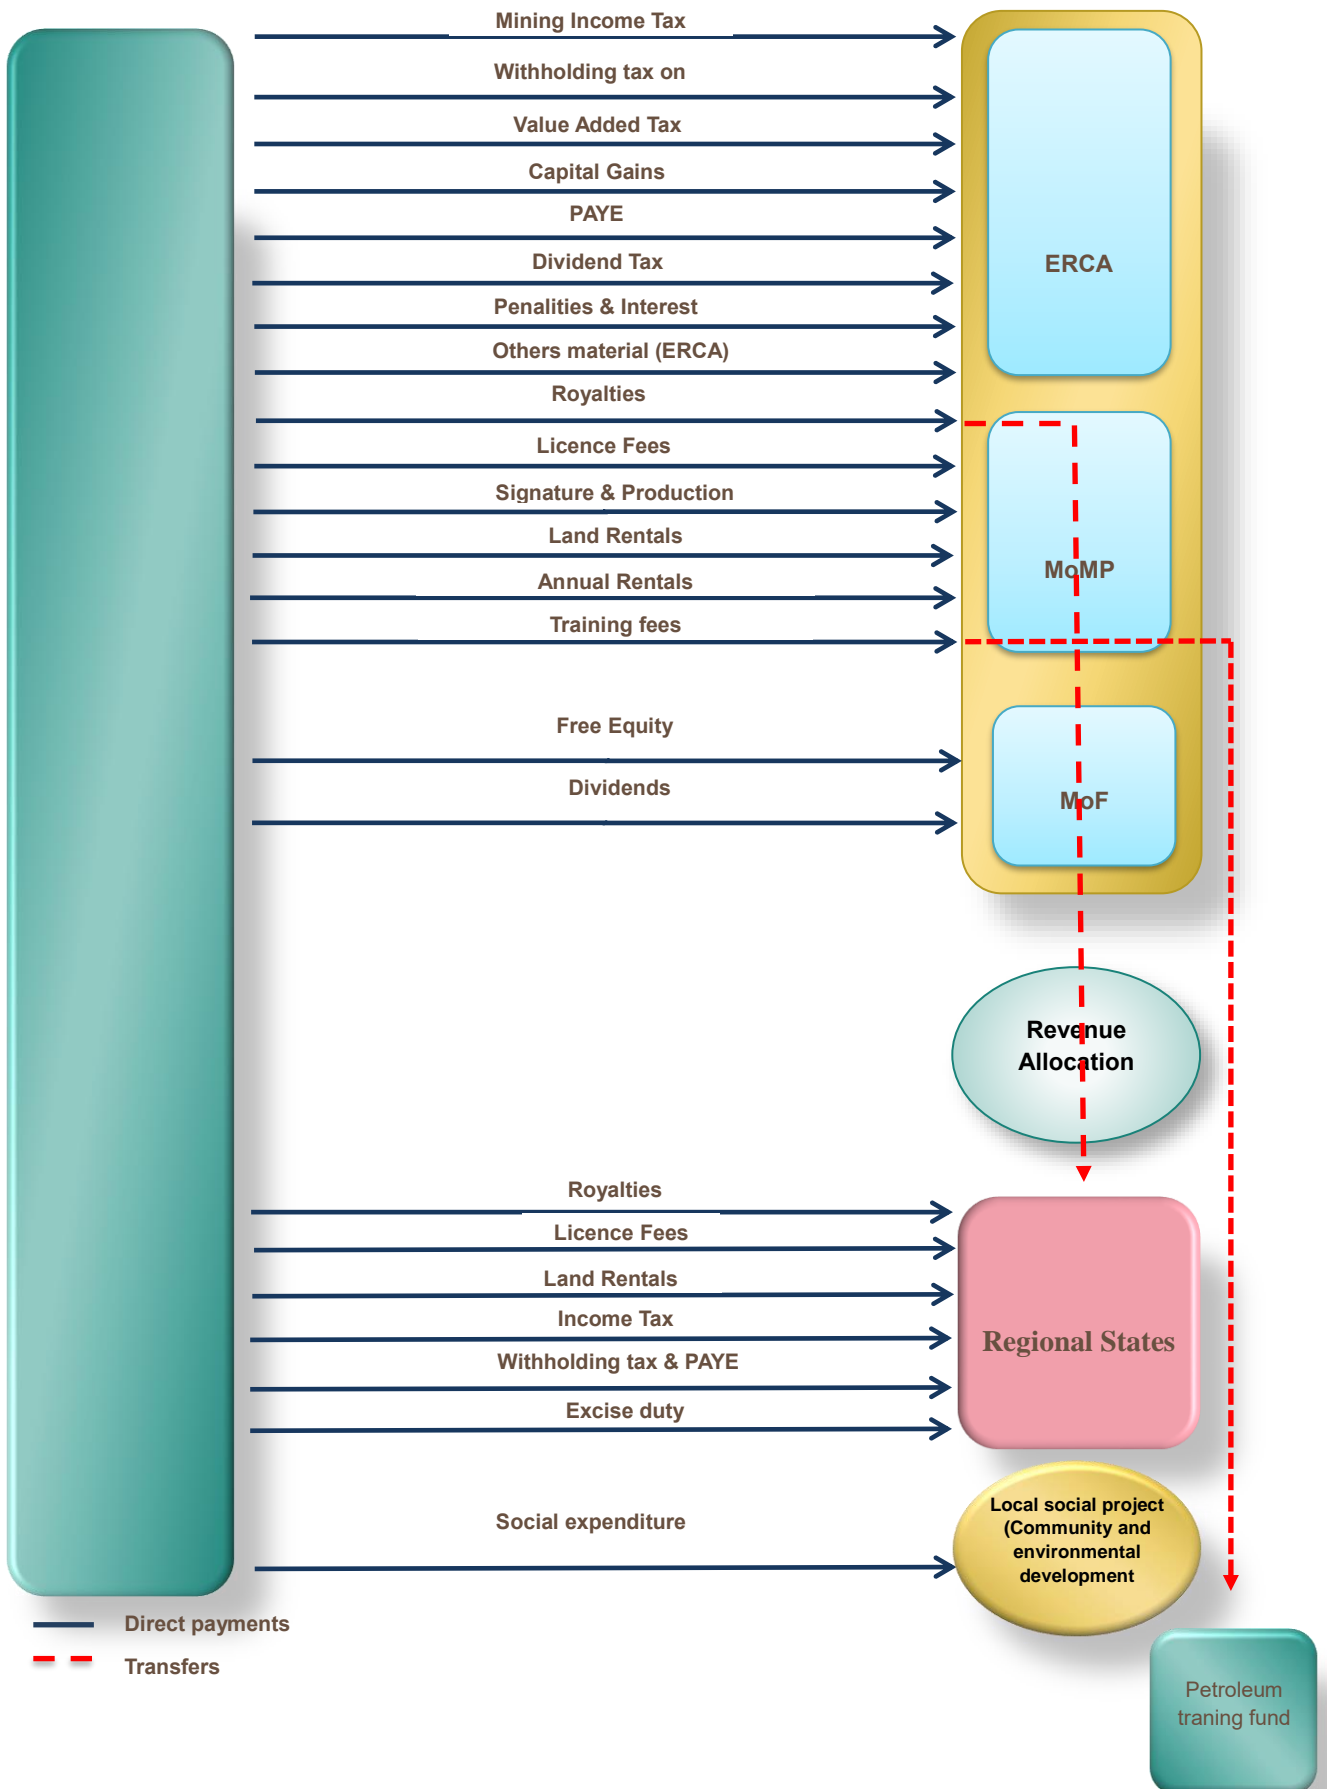 Mining Income Tax
Withholding tax on
Value Added Tax
Capital Gains
PAYE
Dividend Tax
Penalities & Interest
Others material (ERCA)
Royalties
Licence Fees
Signature & Production
Land Rentals
Annual Rentals
Training fees
Free Equity
Dividends
ERCA
MoMP
MoF
Revenue
Allocation
Royalties
Licence Fees
Land Rentals
Income Tax
Withholding tax & PAYE
Excise duty
Regional States
Social expenditure
Local social project
(Community and
environmental
development
Direct payments
Transfers
Petroleum
traning fund